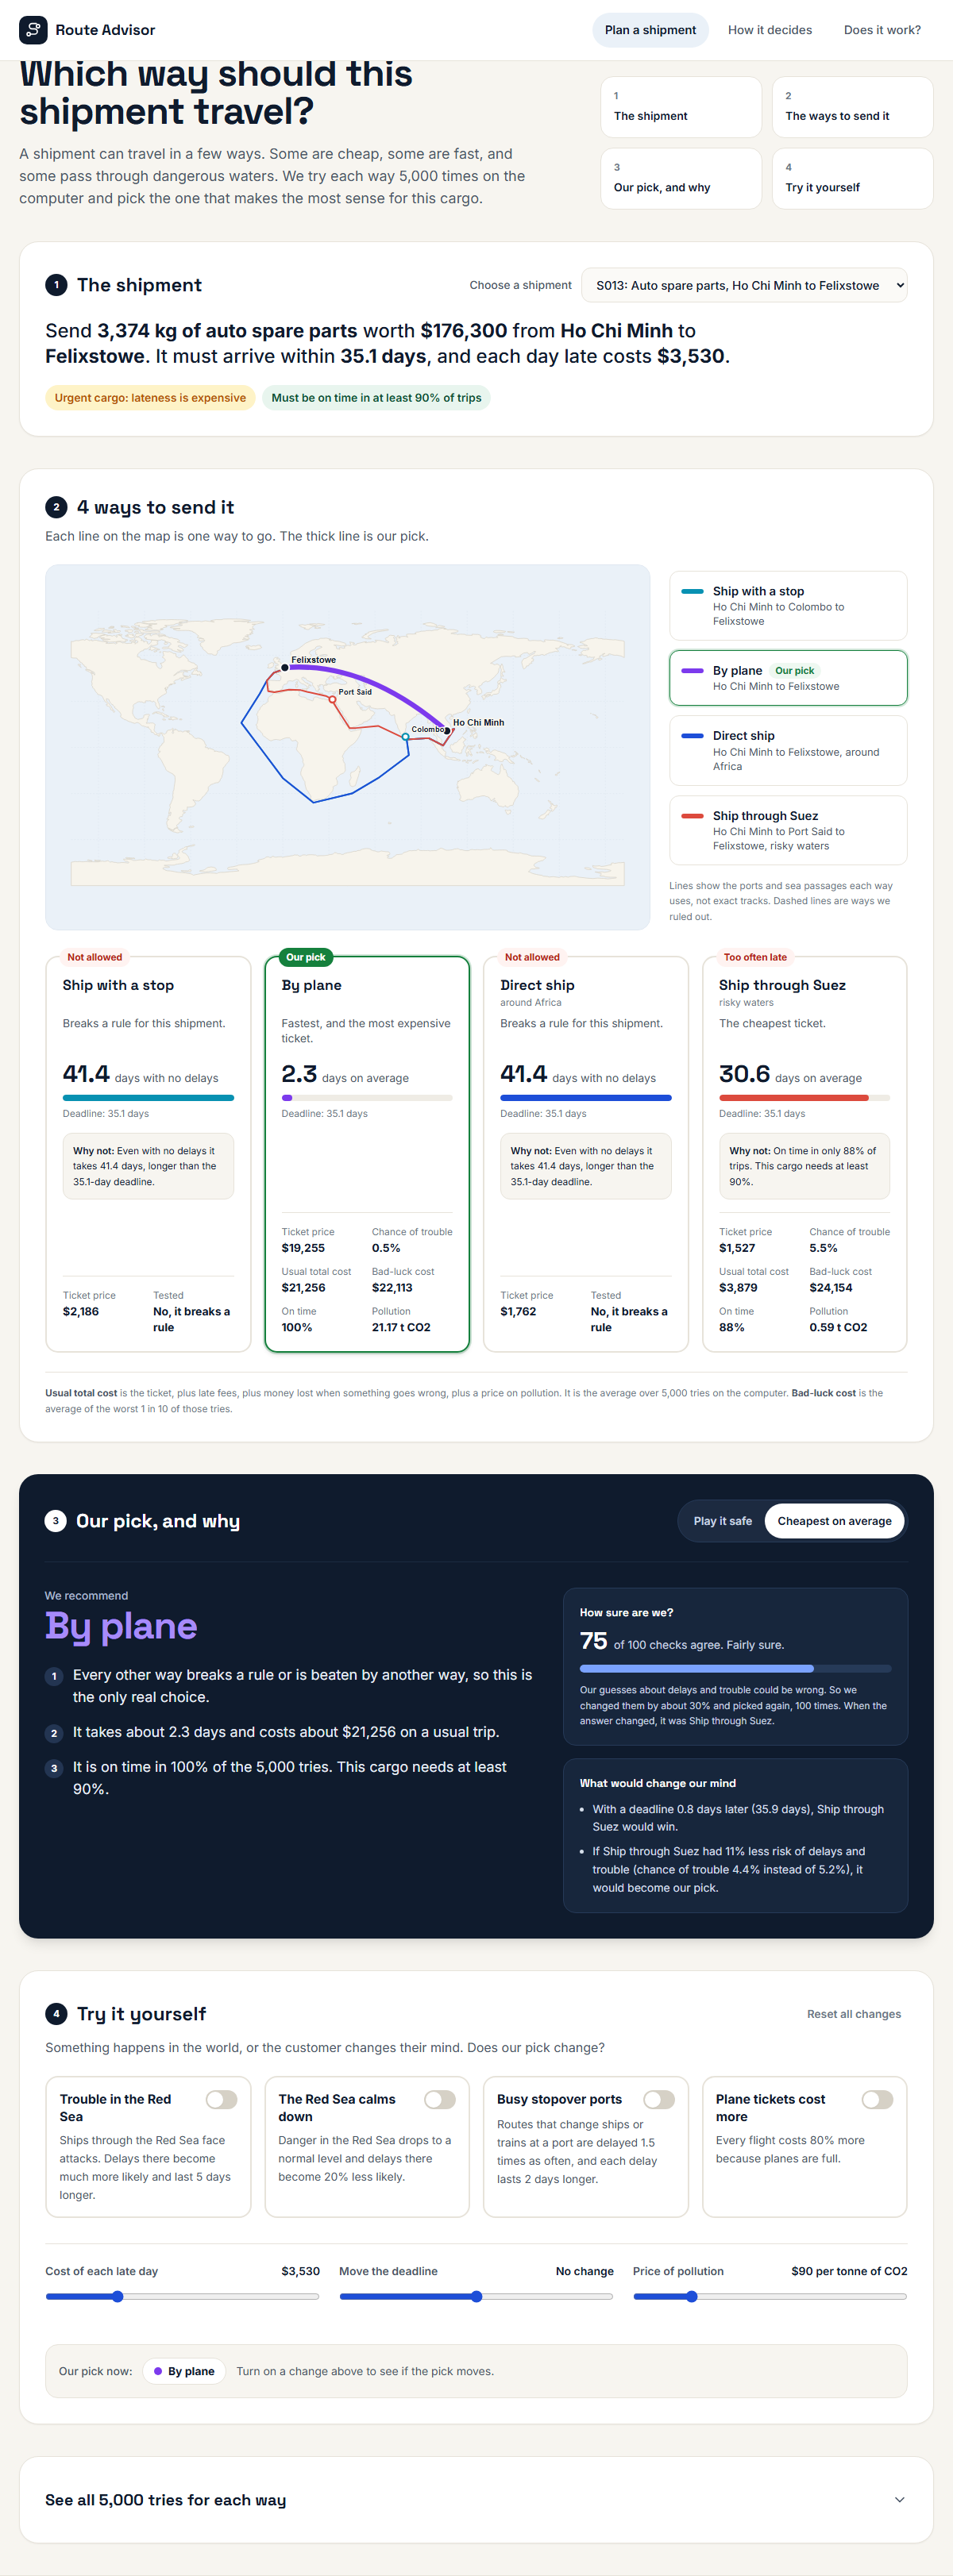 Route Advisor
Plan a shipment
How it decides
Does it work?
Which way should this
shipment travel?
A shipment can travel in a few ways. Some are cheap, some are fast, and
some pass through dangerous waters. We try each way 5,000 times on the
computer and pick the one that makes the most sense for this cargo.
1
The shipment
2
The ways to send it
3
Our pick, and why
4
Try it yourself
1
The shipment
Choose a shipment
S013: Auto spare parts, Ho Chi Minh to Felixstowe
Send 3,374 kg of auto spare parts worth $176,300 from Ho Chi Minh to
Felixstowe. It must arrive within 35.1 days, and each day late costs $3,530.
Urgent cargo: lateness is expensive
Must be on time in at least 90% of trips
2
4 ways to send it
Each line on the map is one way to go. The thick line is our pick.
Felixstowe
Port Said
Colombo
Ho Chi Minh
Ship with a stop
Ho Chi Minh to Colombo to
Felixstowe
By plane
Our pick
Ho Chi Minh to Felixstowe
Direct ship
Ho Chi Minh to Felixstowe, around
Africa
Ship through Suez
Ho Chi Minh to Port Said to
Felixstowe, risky waters
Lines show the ports and sea passages each way
uses, not exact tracks. Dashed lines are ways we
ruled out.
Not allowed
Ship with a stop
Breaks a rule for this shipment.
41.4 days with no delays
Deadline: 35.1 days
Why not: Even with no delays it
takes 41.4 days, longer than the
35.1-day deadline.
Ticket price
$2,186
Tested
No, it breaks a
rule
Our pick
By plane
Fastest, and the most expensive
ticket.
2.3 days on average
Deadline: 35.1 days
Ticket price
$19,255
Chance of trouble
0.5%
Usual total cost
$21,256
Bad-luck cost
$22,113
On time
100%
Pollution
21.17 t CO2
Not allowed
Direct ship
around Africa
Breaks a rule for this shipment.
41.4 days with no delays
Deadline: 35.1 days
Why not: Even with no delays it
takes 41.4 days, longer than the
35.1-day deadline.
Ticket price
$1,762
Tested
No, it breaks a
rule
Too often late
Ship through Suez
risky waters
The cheapest ticket.
30.6 days on average
Deadline: 35.1 days
Why not: On time in only 88% of
trips. This cargo needs at least
90%.
Ticket price
$1,527
Chance of trouble
5.5%
Usual total cost
$3,879
Bad-luck cost
$24,154
On time
88%
Pollution
0.59 t CO2
Usual total cost is the ticket, plus late fees, plus money lost when something goes wrong, plus a price on pollution. It is the average over 5,000 tries on the computer. Bad-luck cost is the
average of the worst 1 in 10 of those tries.
3
Our pick, and why
Play it safe
Cheapest on average
We recommend
By plane
1
Every other way breaks a rule or is beaten by another way, so this is
the only real choice.
2
It takes about 2.3 days and costs about $21,256 on a usual trip.
3
It is on time in 100% of the 5,000 tries. This cargo needs at least
90%.
How sure are we?
75 of 100 checks agree. Fairly sure.
Our guesses about delays and trouble could be wrong. So we
changed them by about 30% and picked again, 100 times. When the
answer changed, it was Ship through Suez.
What would change our mind
• With a deadline 0.8 days later (35.9 days), Ship through
Suez would win.
• If Ship through Suez had 11% less risk of delays and
trouble (chance of trouble 4.4% instead of 5.2%), it
would become our pick.
4
Try it yourself
Reset all changes
Something happens in the world, or the customer changes their mind. Does our pick change?
Trouble in the Red
Sea
Ships through the Red Sea face
attacks. Delays there become
much more likely and last 5 days
longer.
The Red Sea calms
down
Danger in the Red Sea drops to a
normal level and delays there
become 20% less likely.
Busy stopover ports
Routes that change ships or
trains at a port are delayed 1.5
times as often, and each delay
lasts 2 days longer.
Plane tickets cost
more
Every flight costs 80% more
because planes are full.
Cost of each late day
$3,530
Move the deadline
No change
Price of pollution
$90 per tonne of CO2
Our pick now:
By plane
Turn on a change above to see if the pick moves.
See all 5,000 tries for each way